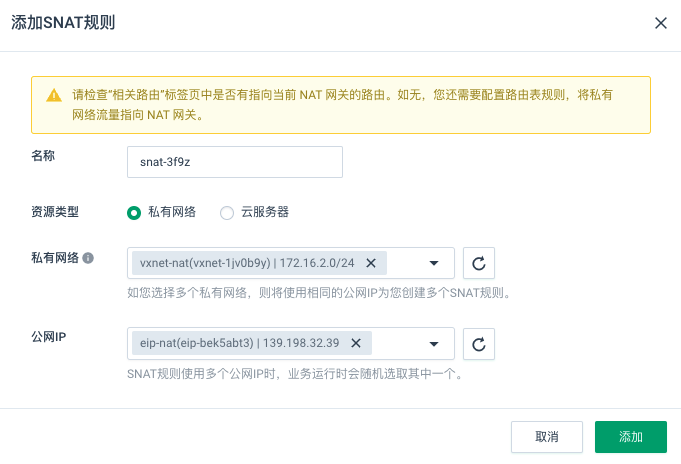 添加SNAT规则
请检查“相关路由”标签页中是否有指向当前 NAT 网关的路由。如无，您还需要配置路由表规则，将私有
网络流量指向 NAT 网关。
名称
snat-3f9z
资源类型
私有网络
云服务器
私有网络
vxnet-nat(vxnet-1jv0b9y) | 172.16.2.0/24
如您选择多个私有网络，则将使用相同的公网IP为您创建多个SNAT规则。
公网IP
eip-nat(eip-bek5abt3) | 139.198.32.39
SNAT规则使用多个公网IP时，业务运行时会随机选取其中一个。
取消
添加